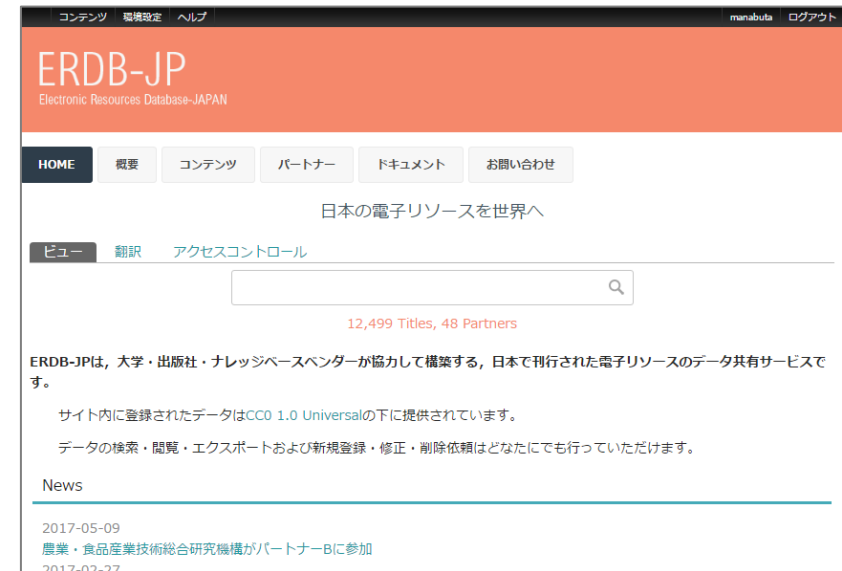 コンテンツ 環境設定 ヘルプ manabuta ログアウト
ERDB-JP
Electronic Resources Database-JAPAN
HOME 概要 コンテンツ パートナー ドキュメント お問い合わせ
日本の電子リソースを世界へ
ビュー 翻訳 アクセスコントロール
12,499 Titles, 48 Partners
ERDB-JPは，大学・出版社・ナレッジベースベンダーが協力して構築する，日本で刊行された電子リソースのデータ共有サービスで
す。
サイト内に登録されたデータはCC0 1.0 Universalの下に提供されています。
データの検索・閲覧・エクスポートおよび新規登録・修正・削除依頼はどなたにでも行っていただけます。
News
2017-05-09
農業・食品産業技術総合研究機構がパートナーBに参加
2017-02-27